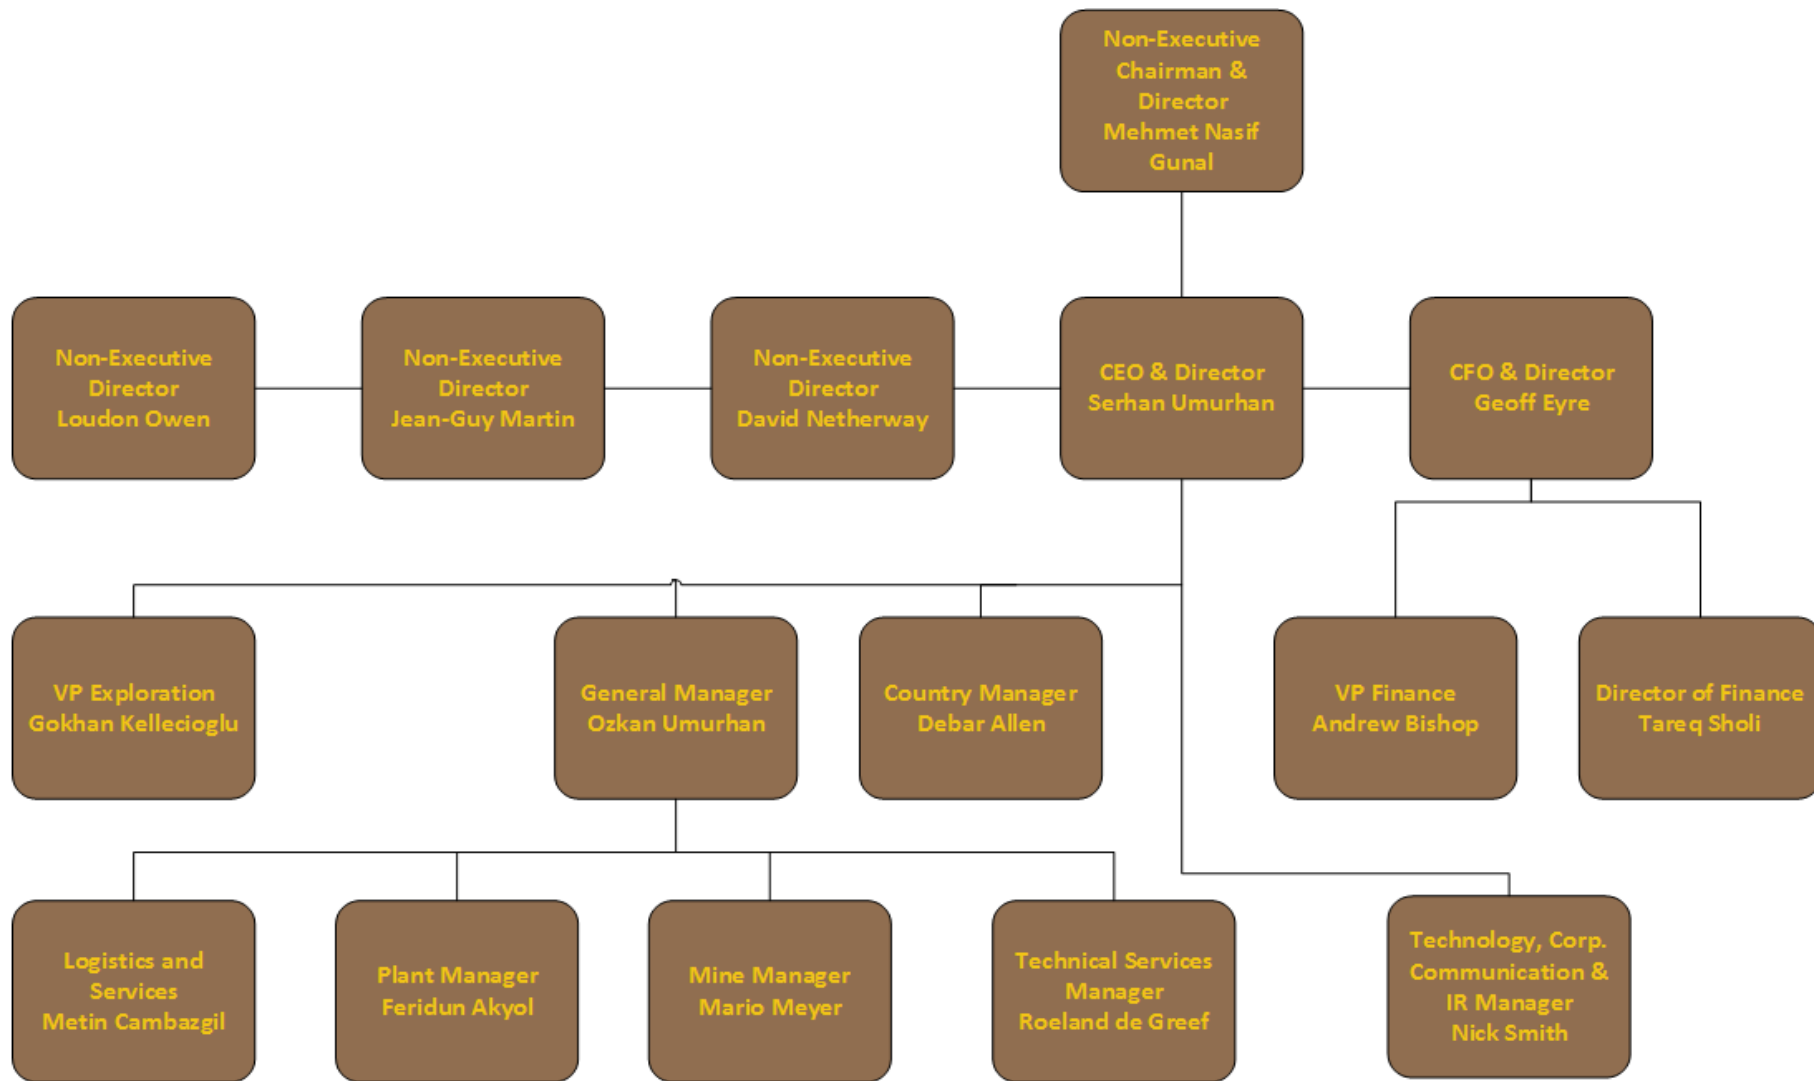 Non-Executive
Chairman &
Director
Mehmet Nasif
Gunal
Non-Executive
Director
Loudon Owen
Non-Executive
Director
Jean-Guy Martin
Non-Executive
Director
David Netherway
CEO & Director
Serhan Umurhan
CFO & Director
Geoff Eyre
VP Exploration
Gokhan Kellecioglu
General Manager
Ozkan Umurhan
Country Manager
Debar Allen
VP Finance
Andrew Bishop
Director of Finance
Tareq Sholi
Logistics and
Services
Metin Cambazgil
Plant Manager
Feridun Akyol
Mine Manager
Mario Meyer
Technical Services
Manager
Roeland de Greef
Technology, Corp.
Communication &
IR Manager
Nick Smith